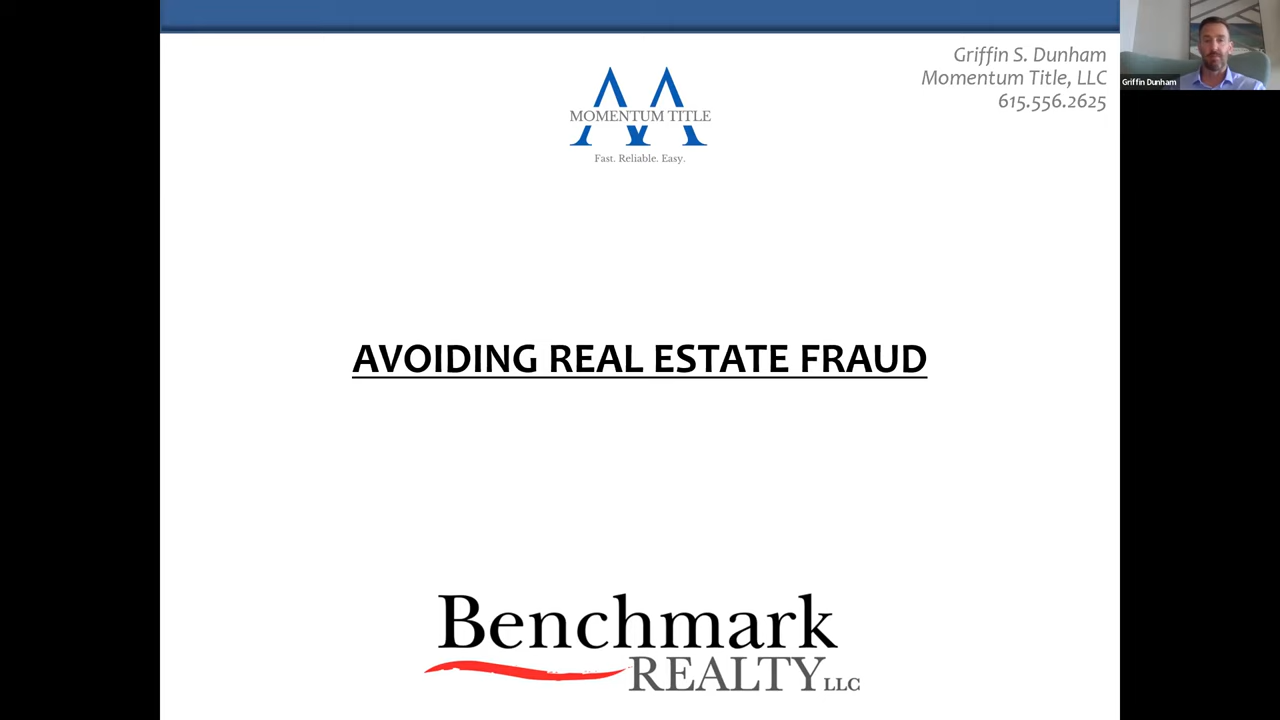 Griffin S. Dunham
Momentum Title, LLC
615.556.2625
Griffin Dunham
MOMENTUM TITLE
Fast. Reliable. Easy.
AVOIDING REAL ESTATE FRAUD
Benchmark
REALTY LLC